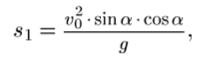 s₁ = v₀² · sin α · cos α / g,